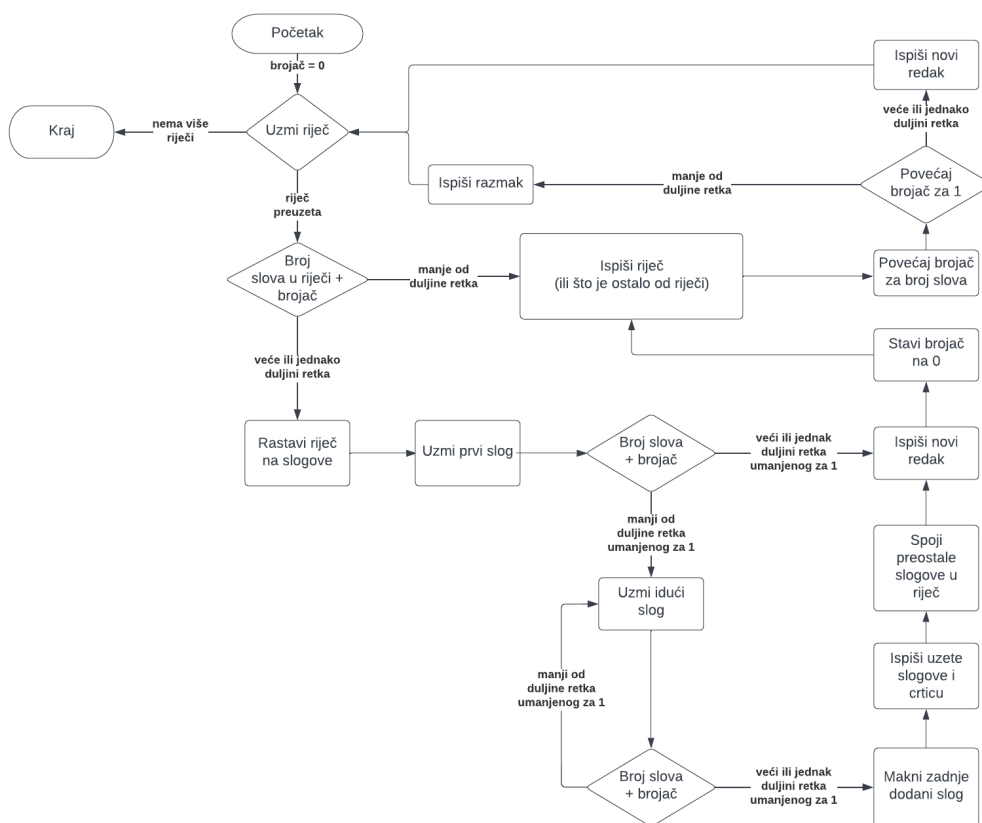 Početak
brojač = 0
Ispiši novi
redak
Kraj
nema više
riječi
Uzmi riječ
veće ili jednako
duljini retka
Ispiši razmak
manje od
duljine retka
Povećaj
brojač za 1
riječ
preuzeta
Broj
slova u riječi +
brojač
manje od
duljine retka
Ispiši riječ
(ili što je ostalo od riječi)
Povećaj brojač
za broj slova
Stavi brojač
na 0
veće ili jednako
duljini retka
Rastavi riječ
na slogove
Uzmi prvi slog
Broj slova
+ brojač
veći ili jednak
duljini retka
umanjenog za 1
Ispiši novi
redak
manji od
duljine retka
umanjenog za 1
Spoji
preostale
slogove u
riječ
Uzmi idući
slog
Ispiši uzete
slogove i
crticu
manji od
duljine retka
umanjenog za 1
Broj slova
+ brojač
veći ili jednak
duljini retka
umanjenog za 1
Makni zadnje
dodani slog